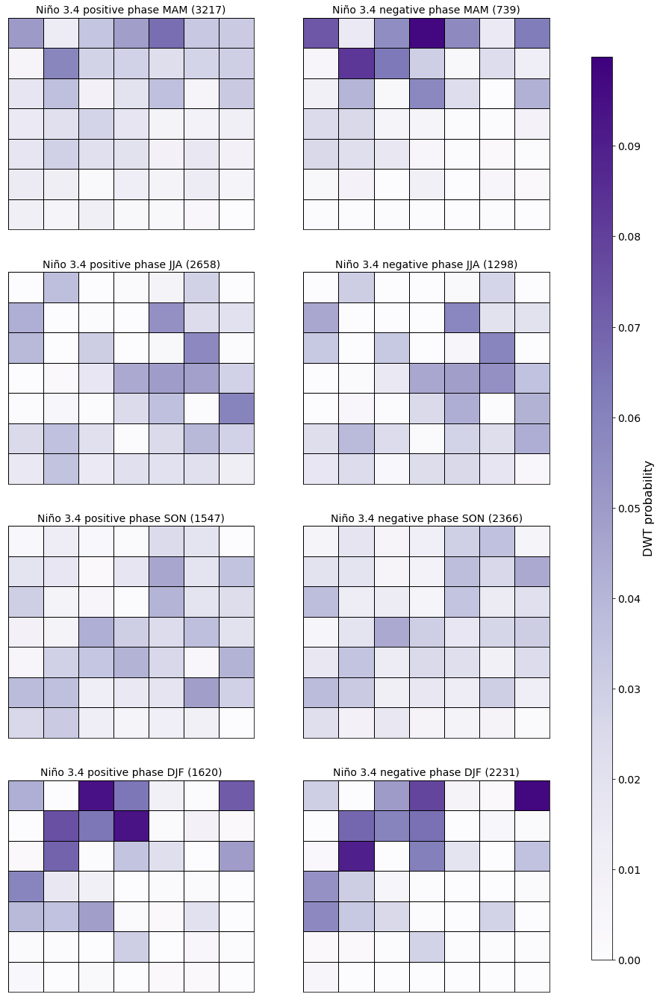 Niño 3.4 positive phase MAM (3217)
Niño 3.4 negative phase MAM (739)
Niño 3.4 positive phase JJA (2658)
Niño 3.4 negative phase JJA (1298)
Niño 3.4 positive phase SON (1547)
Niño 3.4 negative phase SON (2366)
Niño 3.4 positive phase DJF (1620)
Niño 3.4 negative phase DJF (2231)
0.09
0.08
0.07
0.06
0.05
0.04
0.03
0.02
0.01
0.00
DWT probability